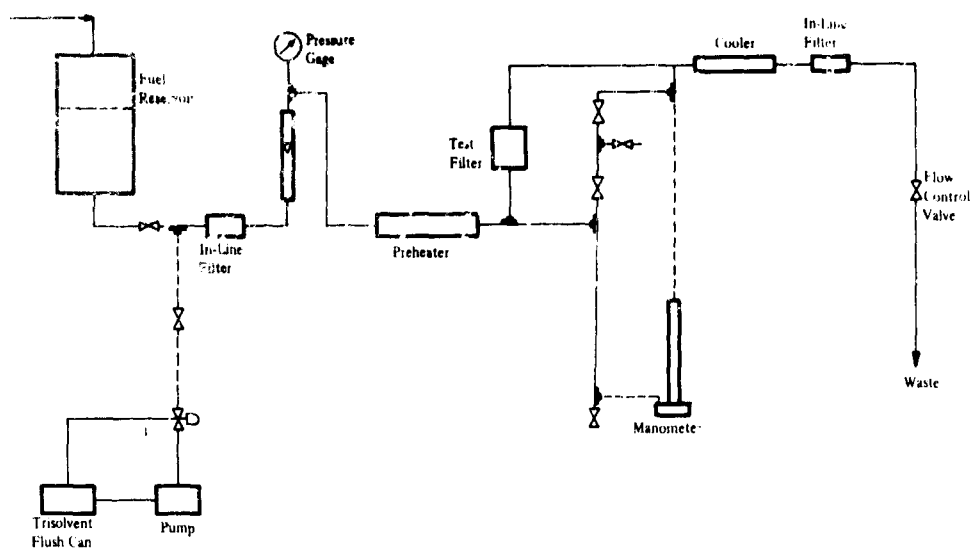 Pressure
Gage
Fuel
Reservoir
Cooler
In-Line
Filter
Test
Filter
Flow
Control
Valve
In-Line
Filter
Preheater
Waste
Manometer
Trisolvent
Flush Can
Pump